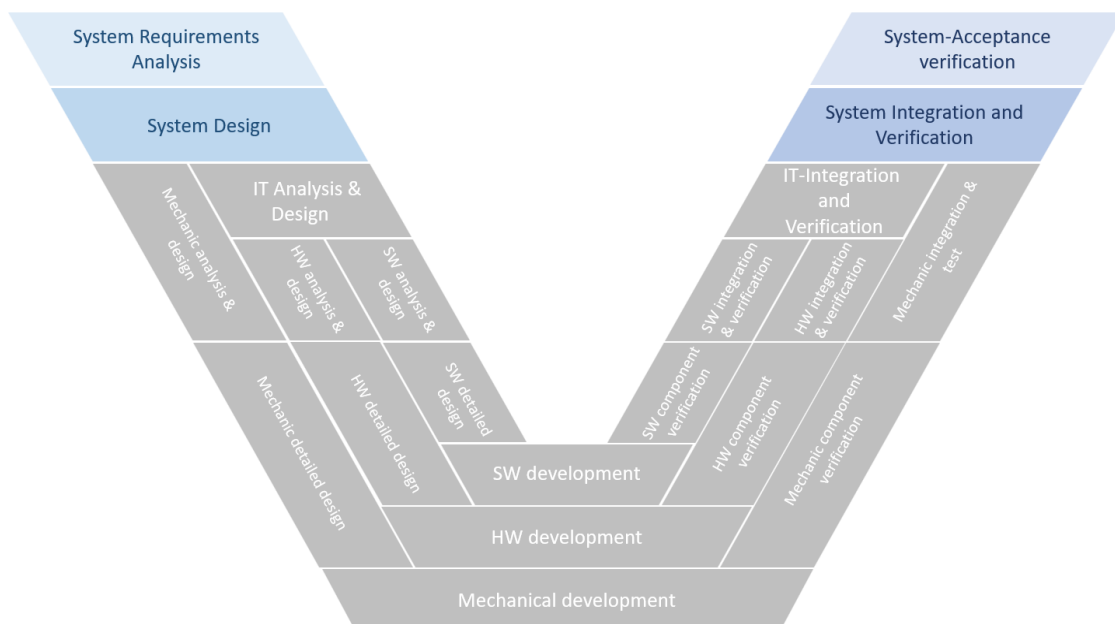 System Requirements
Analysis
System-Acceptance
verification
System Design
System Integration and
Verification
Mechanic analysis &
design
IT Analysis &
Design
HW analysis &
design
SW analysis &
design
Mechanic detailed design
HW detailed design
SW detailed
design
IT-Integration
and
Verification
SW integration
& verification
HW integration
& verification
Mechanic integration &
test
SW component
verification
HW component
verification
Mechanic component
verification
SW development
HW development
Mechanical development